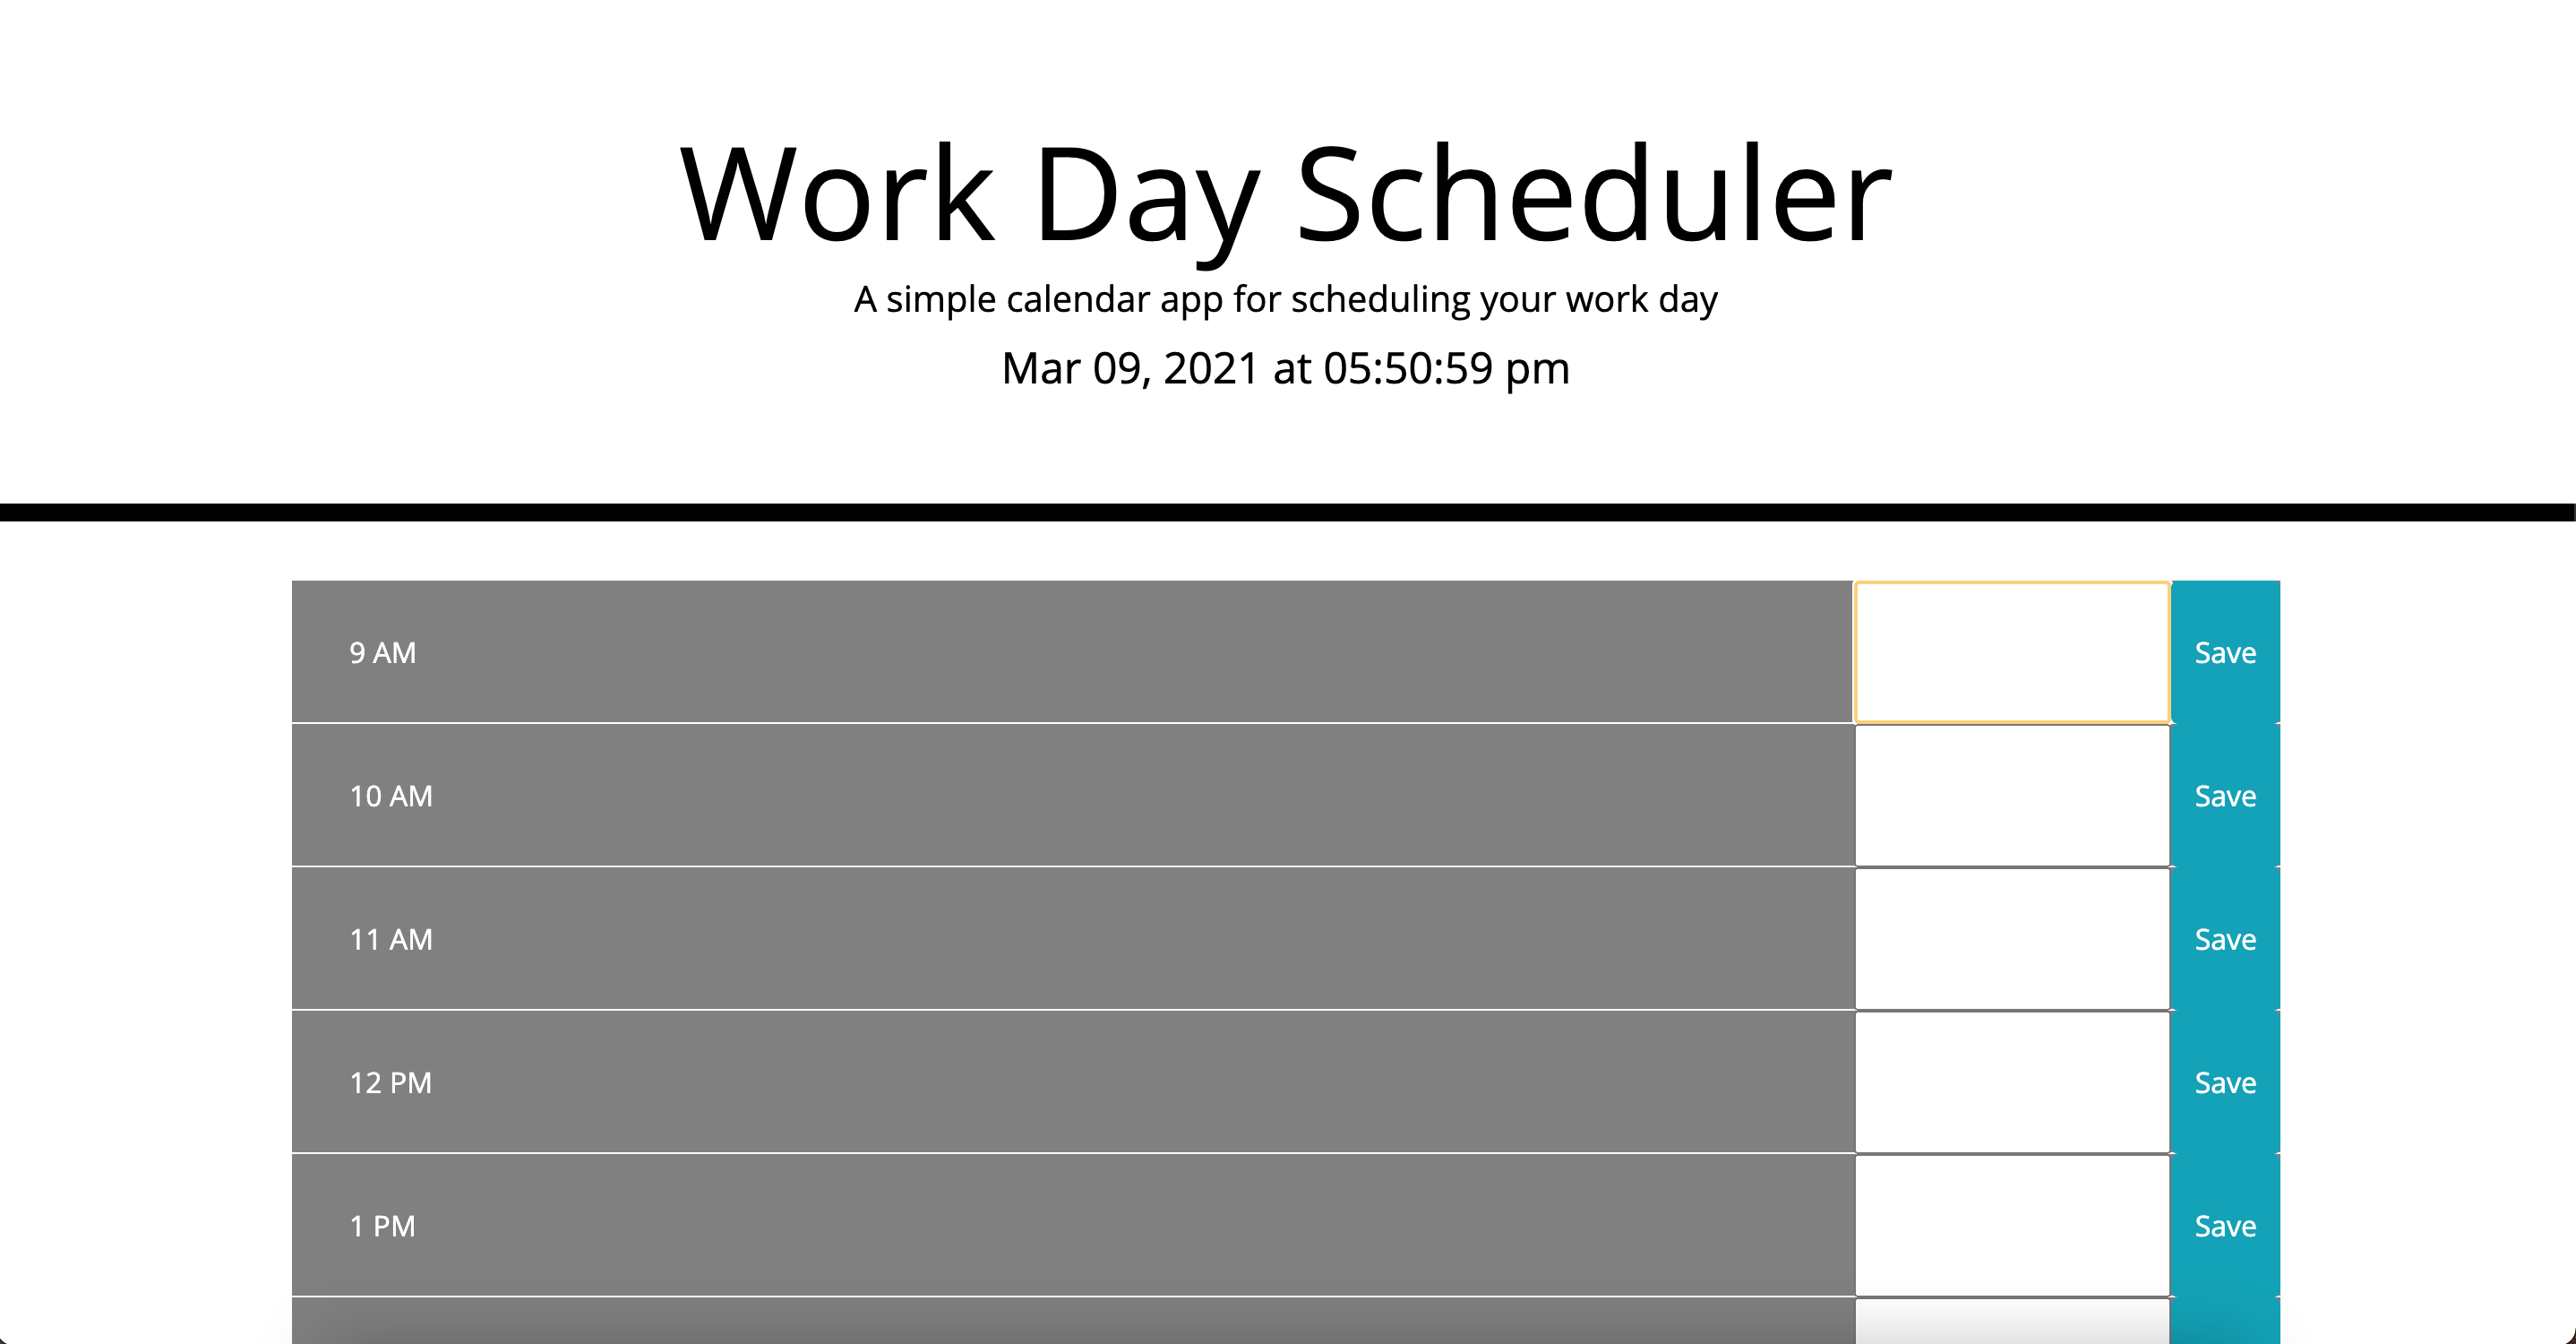 Work Day Scheduler
A simple calendar app for scheduling your work day
Mar 09, 2021 at 05:50:59 pm
9 AM Save
10 AM Save
11 AM Save
12 PM Save
1 PM Save